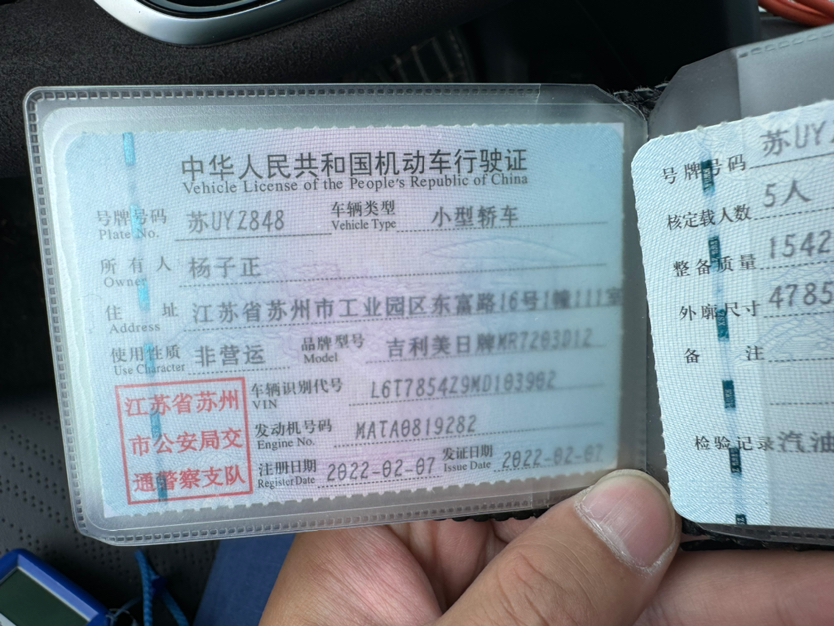 中华人民共和国机动车行驶证
Vehicle License of the People's Republic of China
号牌号码 Plate No. 苏UYZ848 车辆类型 Vehicle Type 小型轿车
所有人 Owner 杨子正
住址 Address 江苏省苏州市工业园区东富路16号1幢111室
使用性质 Use Character 非营运 品牌型号 Model 吉利美日牌MR7203D12
车辆识别代号 VIN L6T7854Z9MD103902
发动机号码 Engine No. MATA0819282
注册日期 Register Date 2022-02-07 发证日期 Issue Date 2022-02-07
江苏省苏州
市公安局交
通警察支队
号牌号码 苏UY
核定载人数 5人
整备质量 1542
外廓尺寸 4785
备注
检验记录 汽油